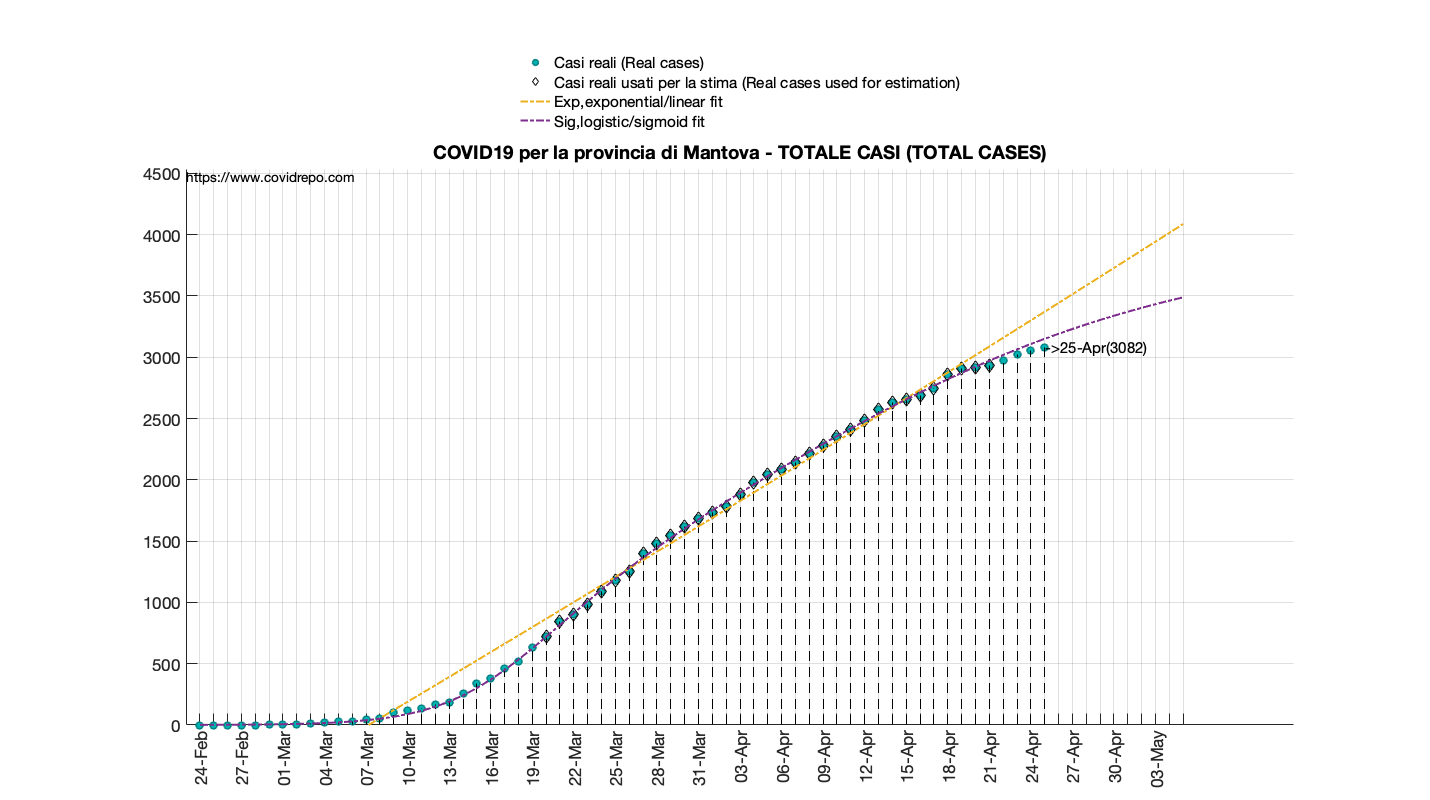 Casi reali (Real cases)
Casi reali usati per la stima (Real cases used for estimation)
Exp,exponential/linear fit
Sig,logistic/sigmoid fit
COVID19 per la provincia di Mantova - TOTALE CASI (TOTAL CASES)
https://www.covidrepo.com
4500
4000
3500
3000
2500
2000
1500
1000
500
0
->25-Apr(3082)
24-Feb
27-Feb
01-Mar
04-Mar
07-Mar
10-Mar
13-Mar
16-Mar
19-Mar
22-Mar
25-Mar
28-Mar
31-Mar
03-Apr
06-Apr
09-Apr
12-Apr
15-Apr
18-Apr
21-Apr
24-Apr
27-Apr
30-Apr
03-May